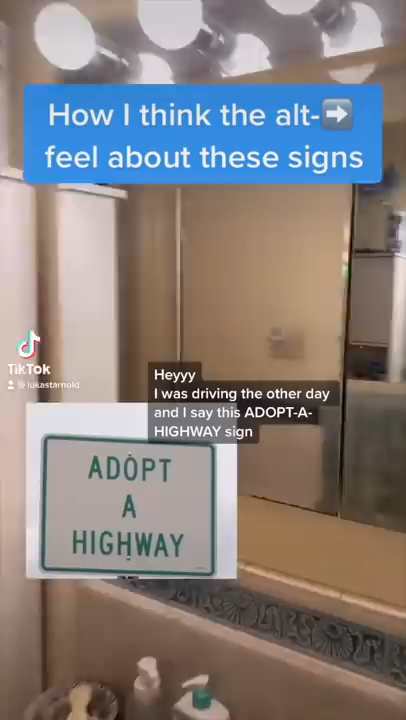 How I think the alt-➡️
feel about these signs
TikTok
@lukastarnold
Heyyy
I was driving the other day
and I say this ADOPT-A-
HIGHWAY sign
ADOPT
A
HIGHWAY